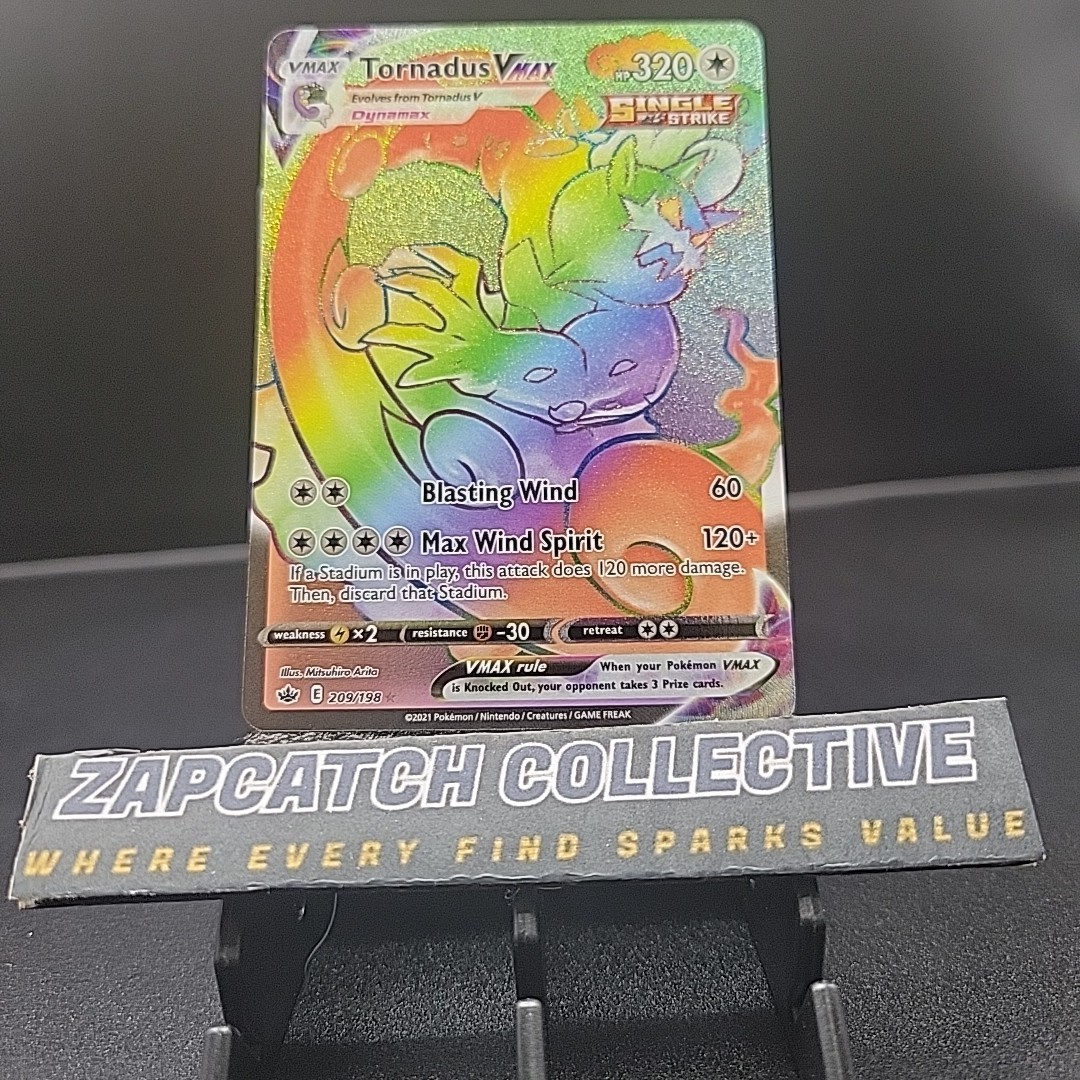 VMAX Tornadus VMAX HP 320
Evolves from Tornadus V
Dynamax
SINGLE
STRIKE
Blasting Wind 60
Max Wind Spirit 120+
If a Stadium is in play, this attack does 120 more damage.
Then, discard that Stadium.
weakness ×2 resistance -30 retreat
Illus. Mitsuhiro Arita
VMAX rule When your Pokémon VMAX
is Knocked Out, your opponent takes 3 Prize cards.
E 209/198
©2021 Pokémon / Nintendo / Creatures / GAME FREAK
ZAPCATCH COLLECTIVE
WHERE EVERY FIND SPARKS VALUE